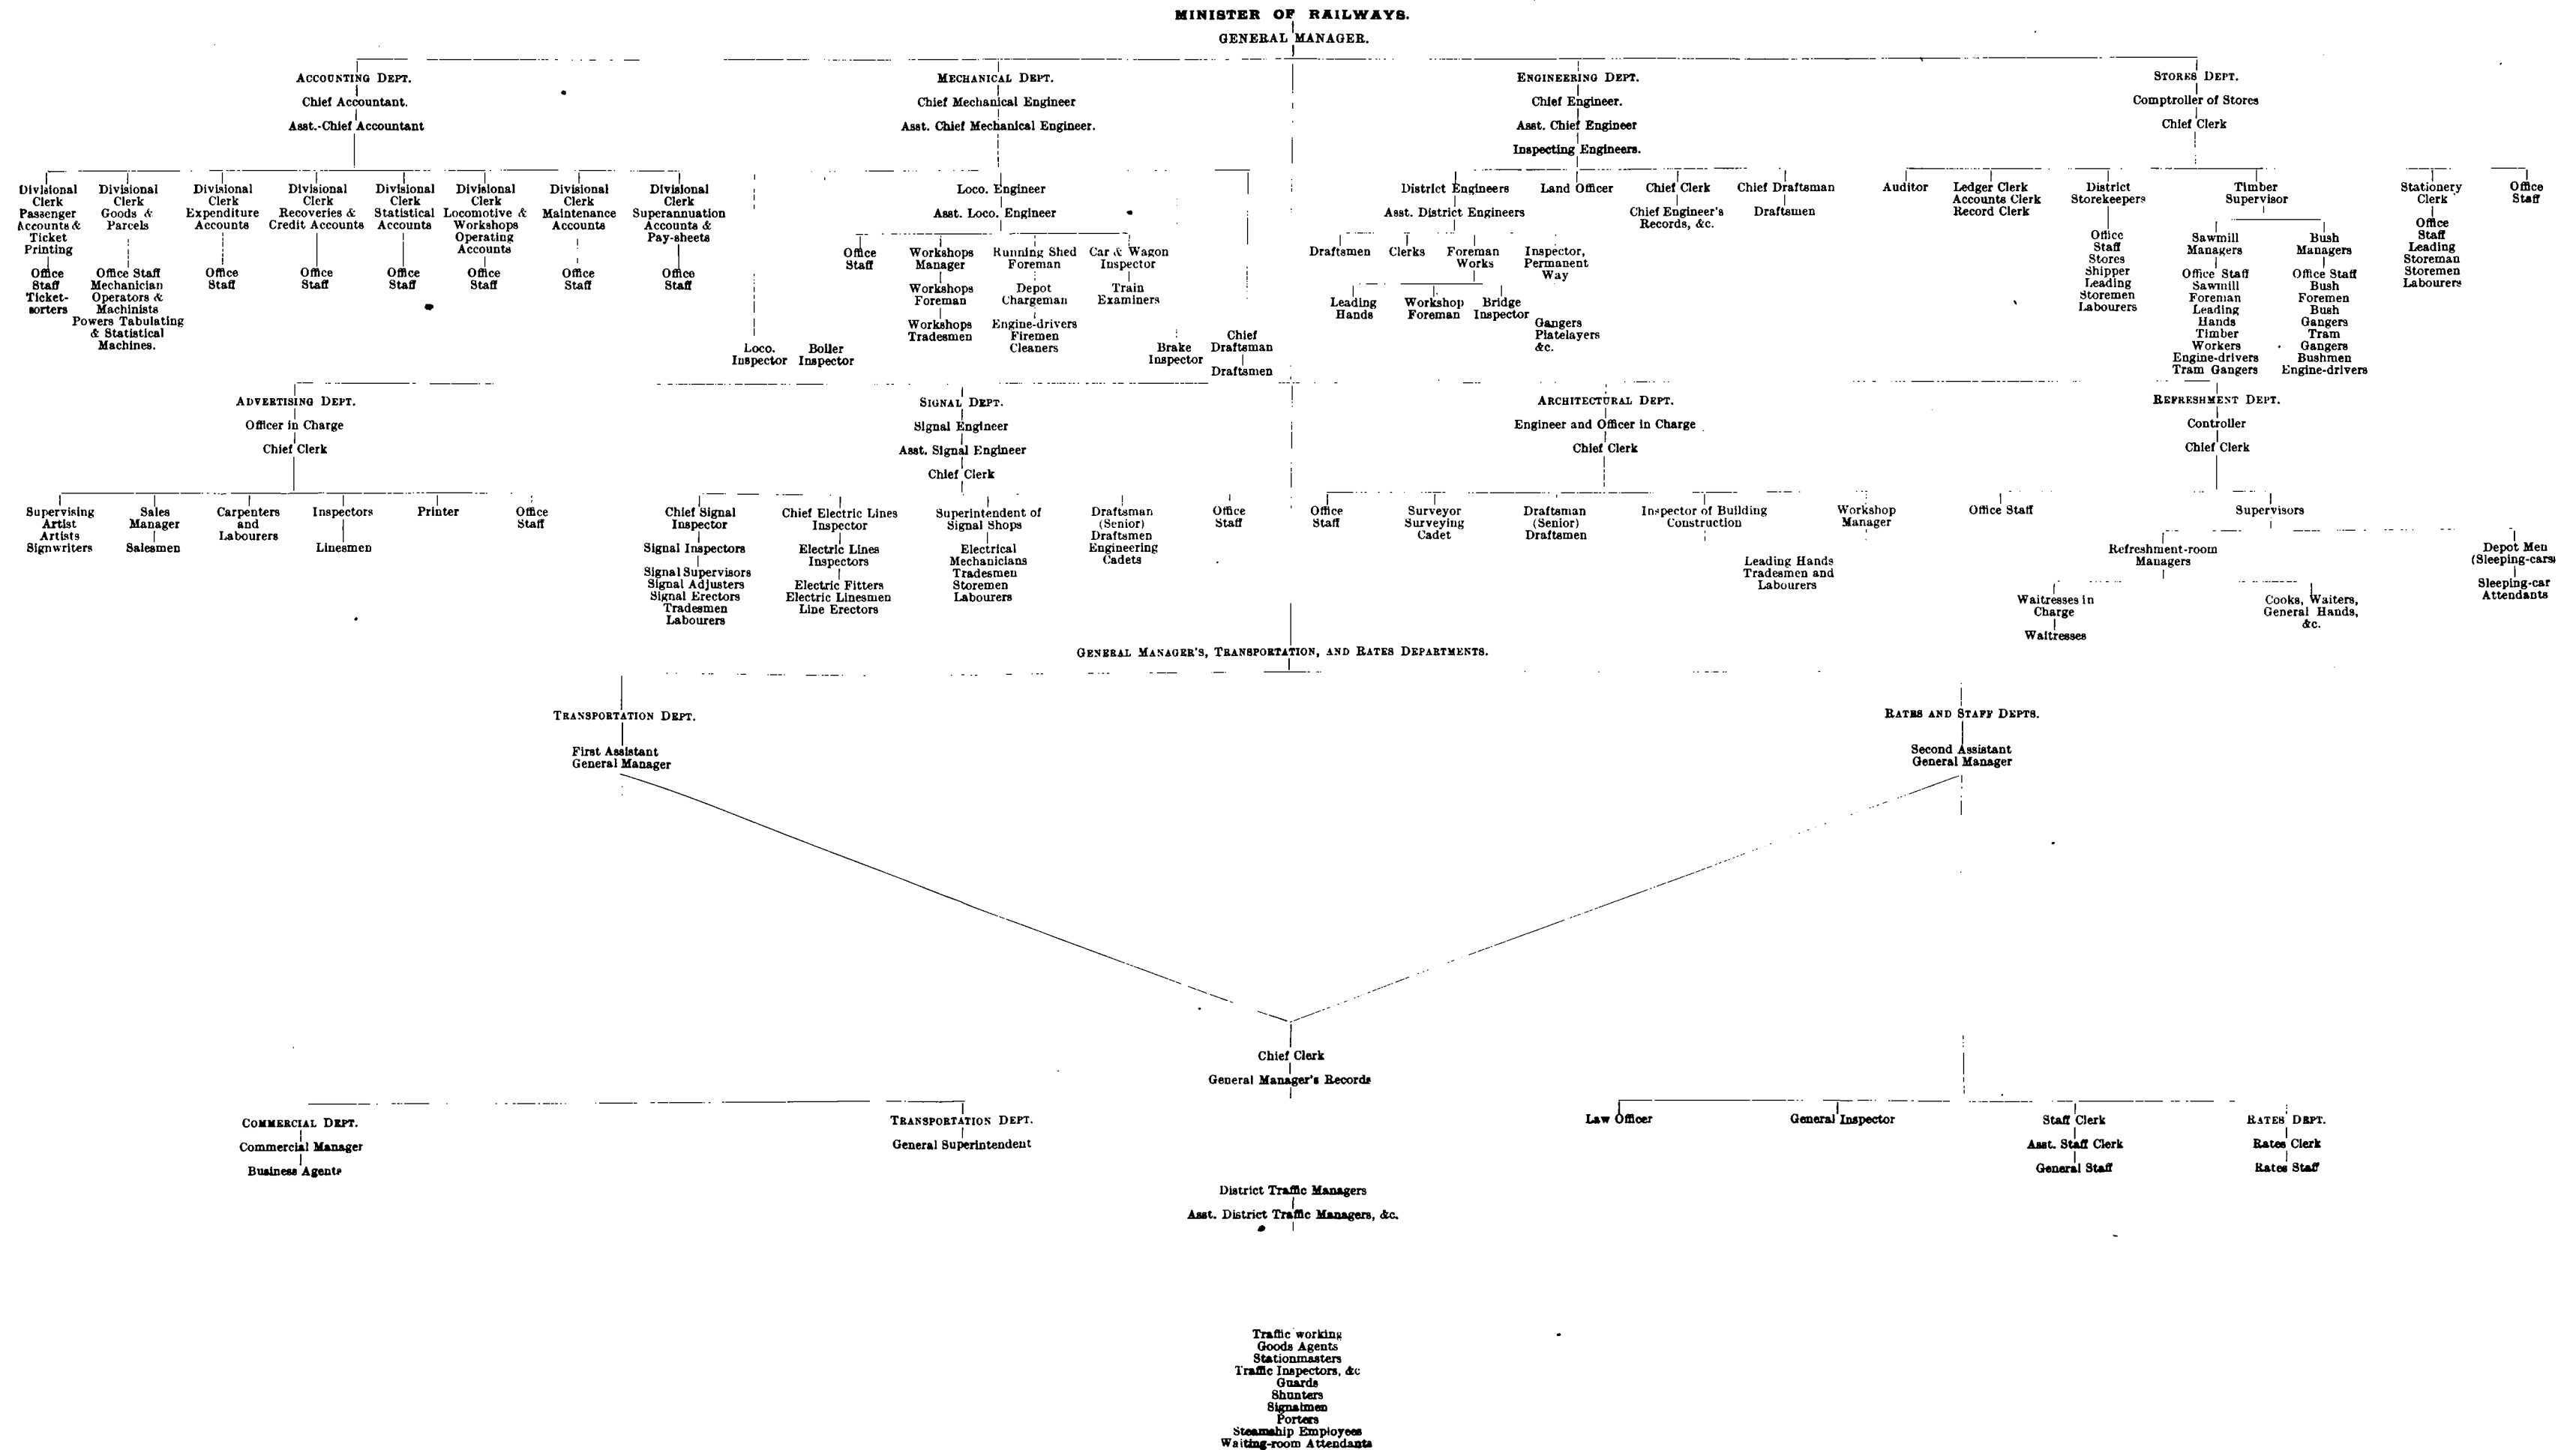 MINISTER OF RAILWAYS.
GENERAL MANAGER.
ACCOUNTING DEPT.
Chief Accountant.
Asst.-Chief Accountant
Divisional
Clerk
Passenger
Accounts &
Ticket
Printing
Office
Staff
Ticket-
sorters
Divisional
Clerk
Goods &
Parcels
Office Staff
Mechanician
Operators &
Machinists
Powers Tabulating
& Statistical
Machines.
Divisional
Clerk
Expenditure
Accounts
Office
Staff
Divisional
Clerk
Recoveries &
Credit Accounts
Office
Staff
Divisional
Clerk
Statistical
Accounts
Office
Staff
Divisional
Clerk
Locomotive &
Workshops
Operating
Accounts
Office
Staff
Divisional
Clerk
Maintenance
Accounts
Office
Staff
Divisional
Clerk
Superannuation
Accounts &
Pay-sheets
Office
Staff
MECHANICAL DEPT.
Chief Mechanical Engineer
Asst. Chief Mechanical Engineer.
Loco.
Inspector
Boiler
Inspector
Loco. Engineer
Asst. Loco. Engineer
Office
Staff
Workshops
Manager
Workshops
Foreman
Workshops
Tradesmen
Running Shed
Foreman
Depot
Chargeman
Engine-drivers
Firemen
Cleaners
Car & Wagon
Inspector
Train
Examiners
Brake
Inspector
Chief
Draftsman
Draftsmen
ENGINEERING DEPT.
Chief Engineer.
Asst. Chief Engineer
Inspecting Engineers.
District Engineers
Asst. District Engineers
Draftsmen
Clerks
Foreman
Works
Leading
Hands
Workshop
Foreman
Bridge
Inspector
Inspector,
Permanent
Way
Gangers
Platelayers
&c.
Land Officer
Chief Clerk
Chief Engineer's
Records, &c.
Chief Draftsman
Draftsmen
STORES DEPT.
Comptroller of Stores
Chief Clerk
Auditor
Ledger Clerk
Accounts Clerk
Record Clerk
District
Storekeepers
Office
Staff
Stores
Shipper
Leading
Storemen
Labourers
Timber
Supervisor
Sawmill
Managers
Office Staff
Sawmill
Foreman
Leading
Hands
Timber
Workers
Engine-drivers
Tram Gangers
Bush
Managers
Office Staff
Bush
Foremen
Bush
Gangers
Tram
Gangers
Bushmen
Engine-drivers
Stationery
Clerk
Office
Staff
Leading
Storeman
Storemen
Labourers
Office
Staff
ADVERTISING DEPT.
Officer in Charge
Chief Clerk
Supervising
Artist
Artists
Signwriters
Sales
Manager
Salesmen
Carpenters
and
Labourers
Inspectors
Linesmen
Printer
Office
Staff
SIGNAL DEPT.
Signal Engineer
Asst. Signal Engineer
Chief Clerk
Chief Signal
Inspector
Signal Inspectors
Signal Supervisors
Signal Adjusters
Signal Erectors
Tradesmen
Labourers
Chief Electric Lines
Inspector
Electric Lines
Inspectors
Electric Fitters
Electric Linesmen
Line Erectors
Superintendent of
Signal Shops
Electrical
Mechanicians
Tradesmen
Storemen
Labourers
Draftsman
(Senior)
Draftsmen
Engineering
Cadets
Office
Staff
ARCHITECTURAL DEPT.
Engineer and Officer in Charge
Chief Clerk
Office
Staff
Surveyor
Surveying
Cadet
Draftsman
(Senior)
Draftsmen
Inspector of Building
Construction
Workshop
Manager
Leading Hands
Tradesmen and
Labourers
REFRESHMENT DEPT.
Controller
Chief Clerk
Office Staff
Supervisors
Refreshment-room
Managers
Waitresses in
Charge
Waitresses
Cooks, Waiters,
General Hands,
&c.
Depot Men
(Sleeping-cars
Sleeping-car
Attendants
GENERAL MANAGER'S, TRANSPORTATION, AND RATES DEPARTMENTS.
TRANSPORTATION DEPT.
First Assistant
General Manager
RATES AND STAFF DEPTS.
Second Assistant
General Manager
Chief Clerk
General Manager's Records
COMMERCIAL DEPT.
Commercial Manager
Business Agents
TRANSPORTATION DEPT.
General Superintendent
Law Officer
General Inspector
Staff Clerk
Asst. Staff Clerk
General Staff
RATES DEPT.
Rates Clerk
Rates Staff
District Traffic Managers
Asst. District Traffic Managers, &c.
Traffic working
Goods Agents
Stationmasters
Traffic Inspectors, &c
Guards
Shunters
Signalmen
Porters
Steamship Employees
Waiting-room Attendants